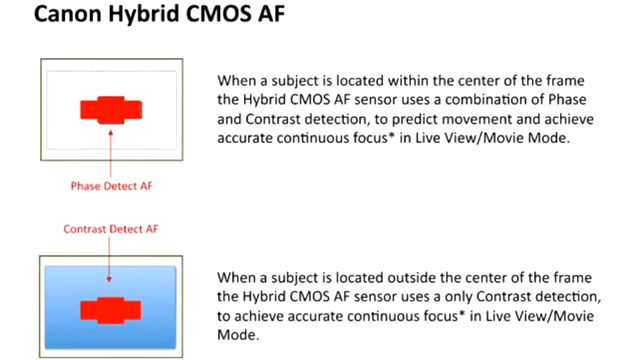 Canon Hybrid CMOS AF
When a subject is located within the center of the frame
the Hybrid CMOS AF sensor uses a combination of Phase
and Contrast detection, to predict movement and achieve
accurate continuous focus* in Live View/Movie Mode.
Phase Detect AF
Contrast Detect AF
When a subject is located outside the center of the frame
the Hybrid CMOS AF sensor uses a only Contrast detection,
to achieve accurate continuous focus* in Live View/Movie
Mode.